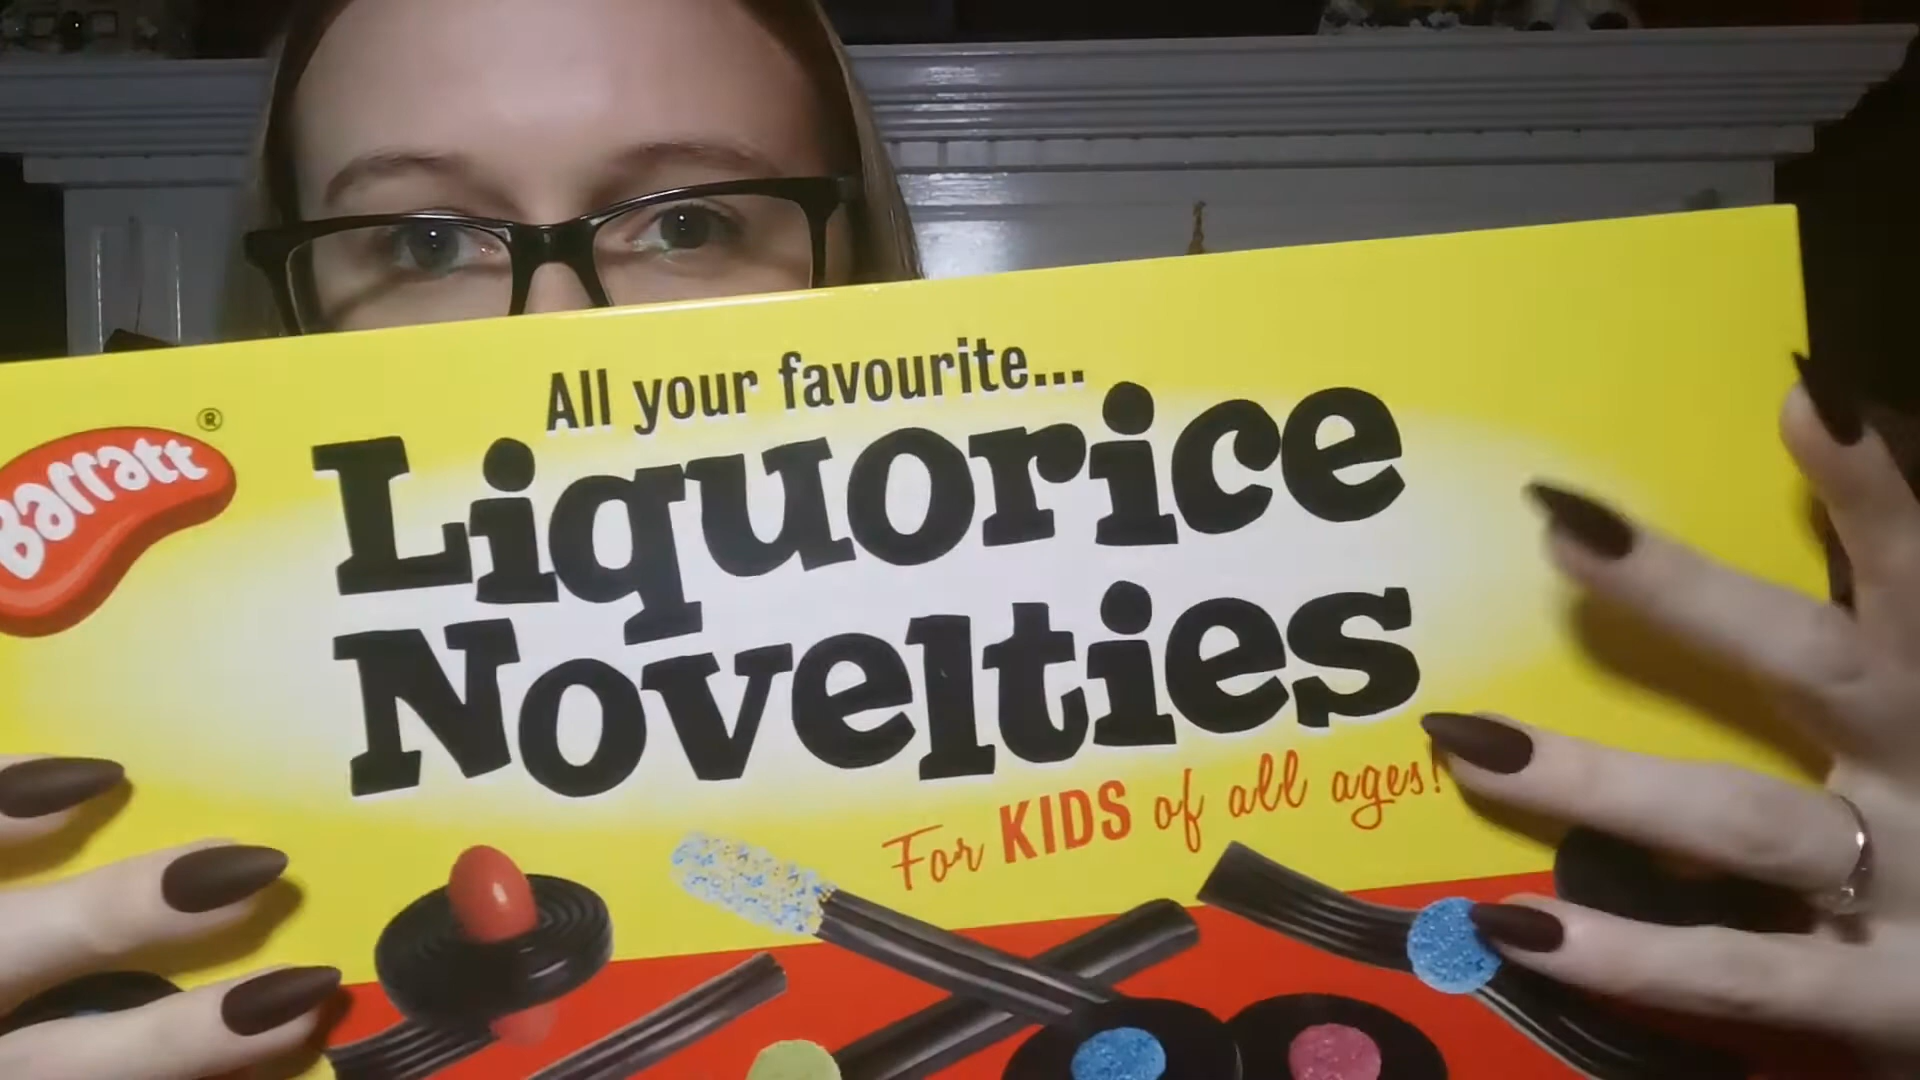 All your favourite...
Barratt®
Liquorice
Novelties
For KIDS of all ages!